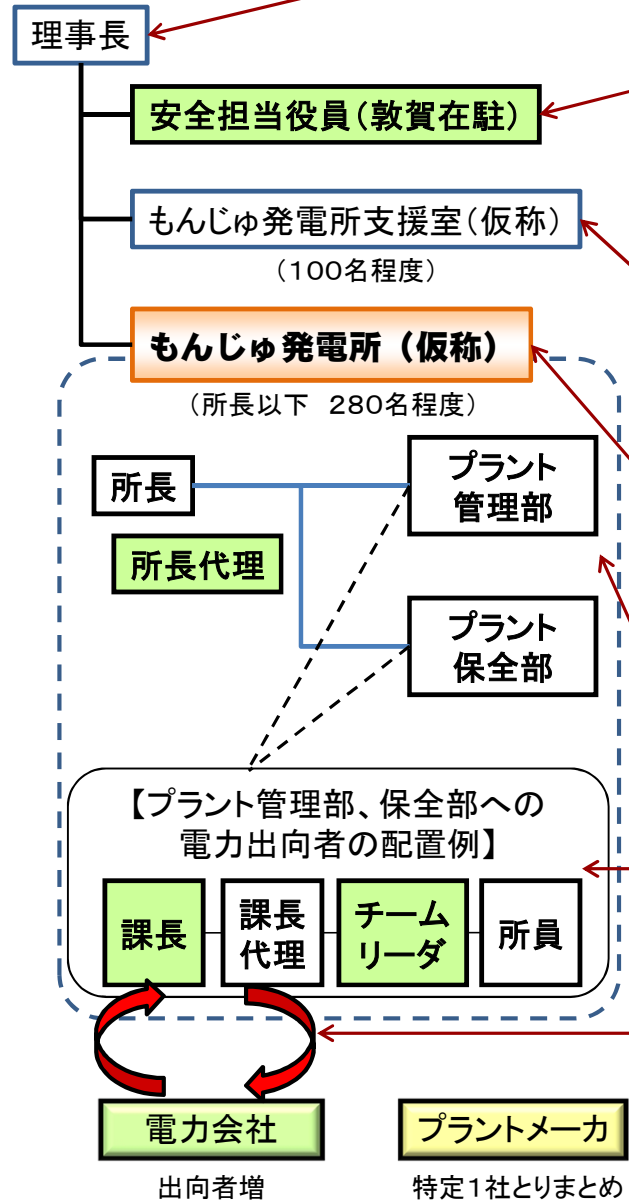 理事長
安全担当役員(敦賀在駐)
もんじゅ発電所支援室(仮称)
(100名程度)
もんじゅ発電所（仮称）
(所長以下　280名程度)
所長
プラント
管理部
所長代理
プラント
保全部
【プラント管理部、保全部への
電力出向者の配置例】
課長
課長
代理
チーム
リーダ
所員
電力会社
プラントメーカ
出向者増
特定1社とりまとめ